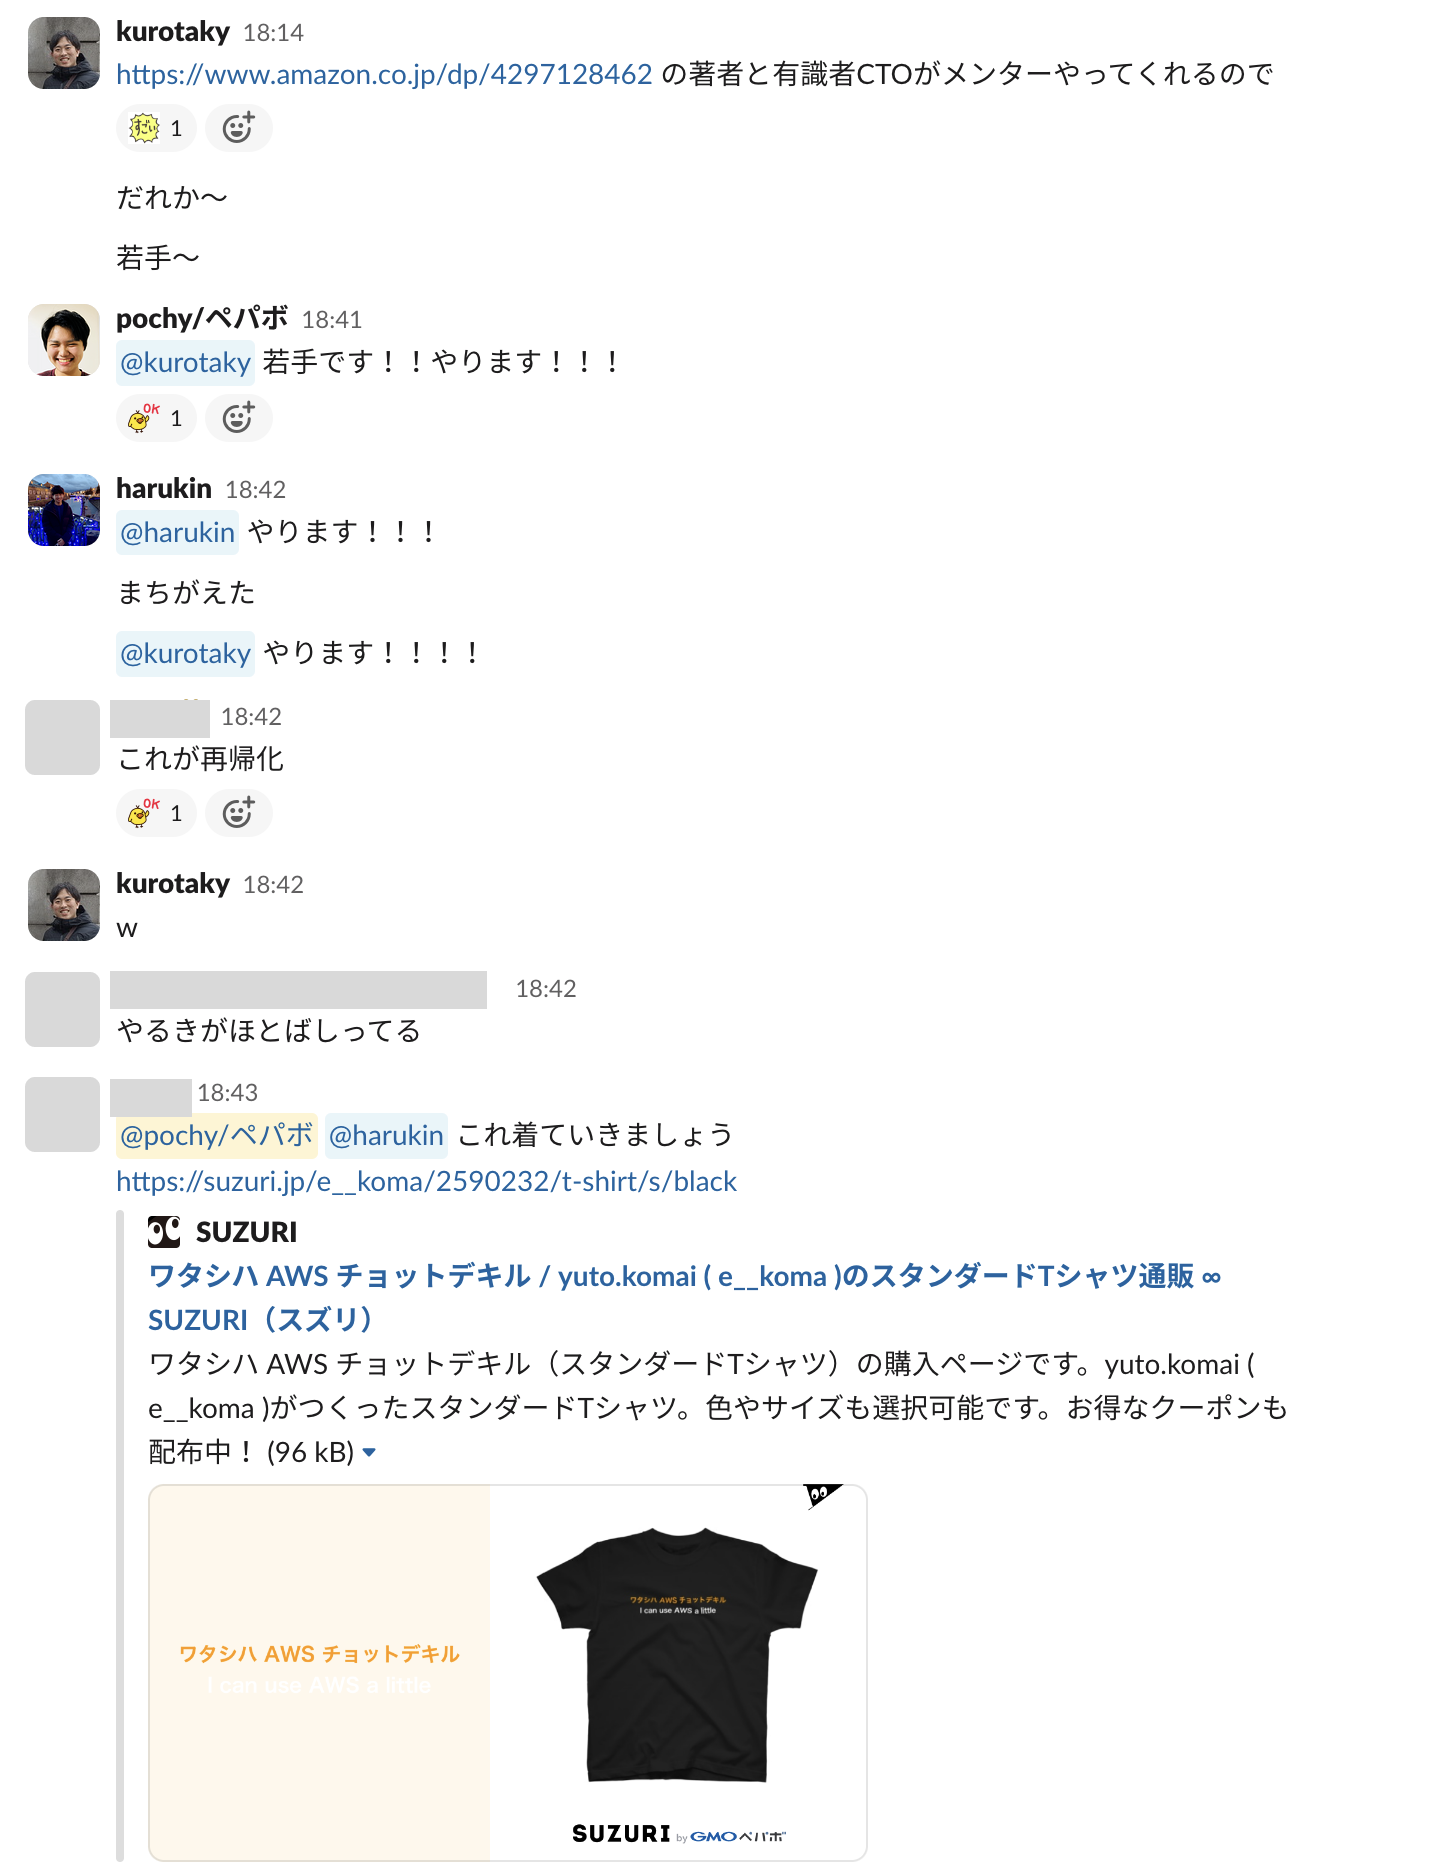 kurotaky 18:14
https://www.amazon.co.jp/dp/4297128462 の著者と有識者CTOがメンターやってくれるので
すごい 1
だれか〜
若手〜
pochy/ペパボ 18:41
@kurotaky 若手です！！やります！！！
OK 1
harukin 18:42
@harukin やります！！！
まちがえた
@kurotaky やります！！！！
18:42
これが再帰化
OK 1
kurotaky 18:42
w
18:42
やるきがほとばしってる
18:43
@pochy/ペパボ @harukin これ着ていきましょう
https://suzuri.jp/e__koma/2590232/t-shirt/s/black
SUZURI
ワタシハ AWS チョットデキル / yuto.komai ( e__koma )のスタンダードTシャツ通販 ∞
SUZURI（スズリ）
ワタシハ AWS チョットデキル（スタンダードTシャツ）の購入ページです。yuto.komai (
e__koma )がつくったスタンダードTシャツ。色やサイズも選択可能です。お得なクーポンも
配布中！ (96 kB)
ワタシハ AWS チョットデキル
I can use AWS a little
ワタシハ AWS チョットデキル
I can use AWS a little
SUZURI by GMOペパボ